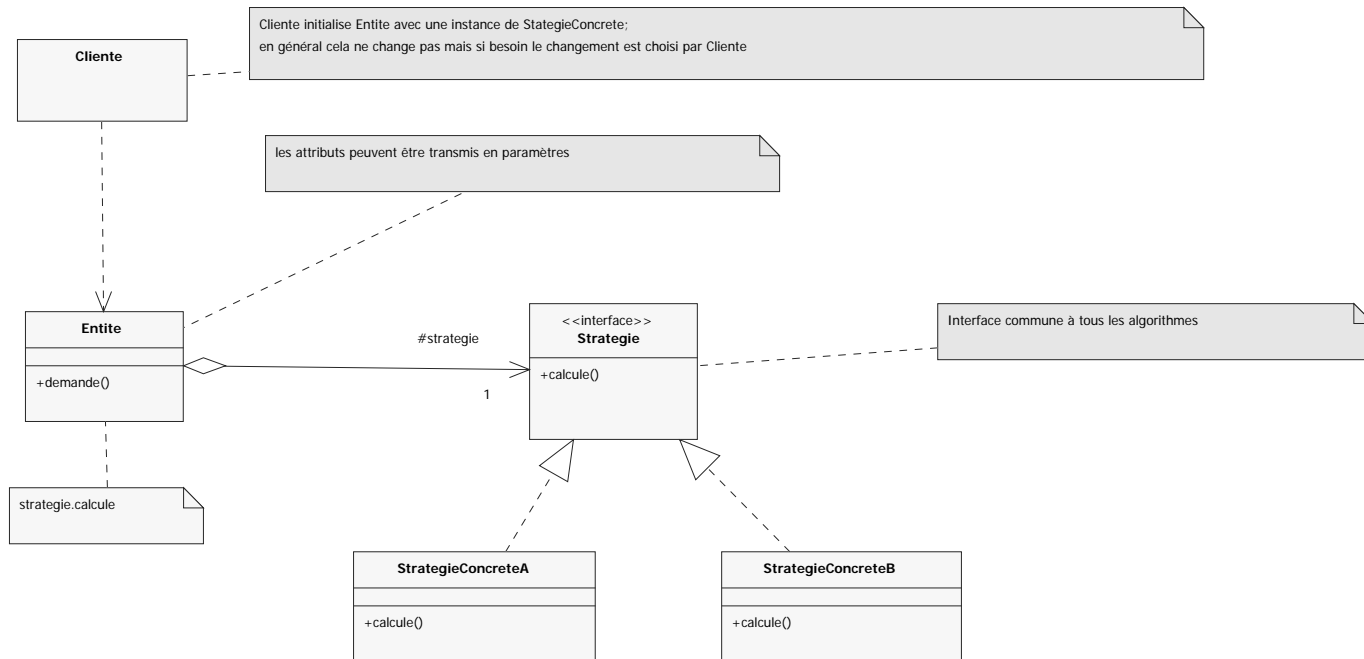 Cliente initialise Entite avec une instance de StategieConcrete;
en général cela ne change pas mais si besoin le changement est choisi par Cliente
Cliente
les attributs peuvent être transmis en paramètres
Entite
+demande()
#strategie
1
<<interface>>
Strategie
+calcule()
Interface commune à tous les algorithmes
strategie.calcule
StrategieConcreteA
+calcule()
StrategieConcreteB
+calcule()